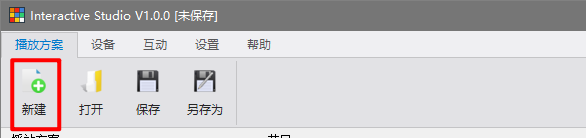 Interactive Studio V1.0.0 [未保存]
播放方案 设备 互动 设置 帮助
新建 打开 保存 另存为